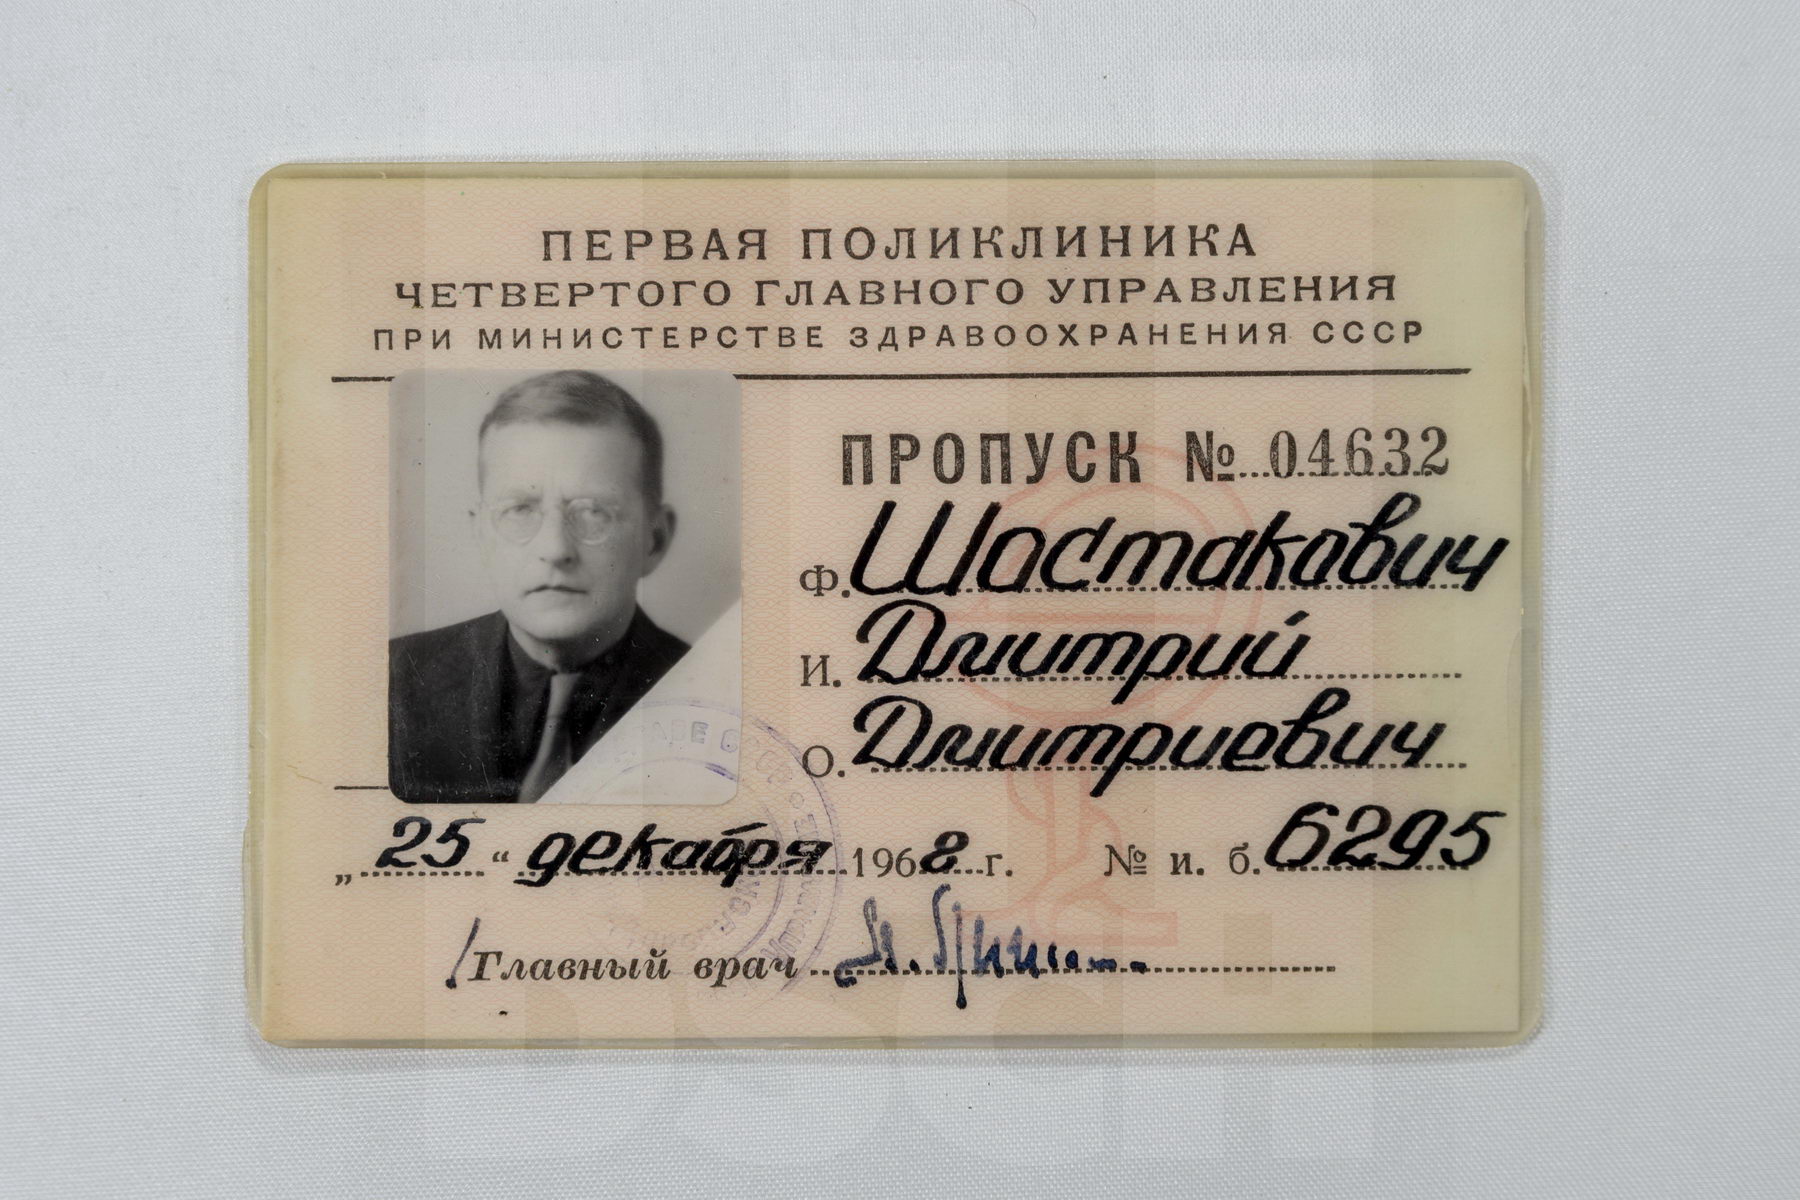 ПЕРВАЯ ПОЛИКЛИНИКА
ЧЕТВЕРТОГО ГЛАВНОГО УПРАВЛЕНИЯ
ПРИ МИНИСТЕРСТВЕ ЗДРАВООХРАНЕНИЯ СССР
ПРОПУСК № 04632
Ф. Шостакович
И. Дмитрий
О. Дмитриевич
„25“ декабря 1968 г. № и. б. 6295
Главный врач